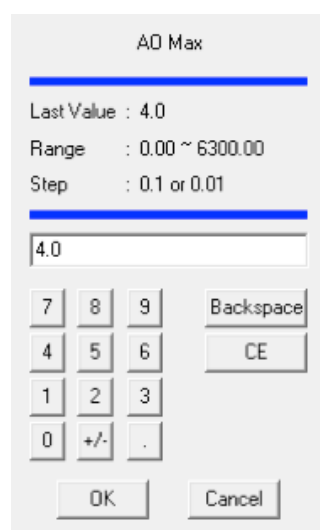 AO Max
Last Value : 4.0
Range : 0.00 ~ 6300.00
Step : 0.1 or 0.01
4.0
7 8 9 Backspace
4 5 6 CE
1 2 3
0 +/- .
OK Cancel